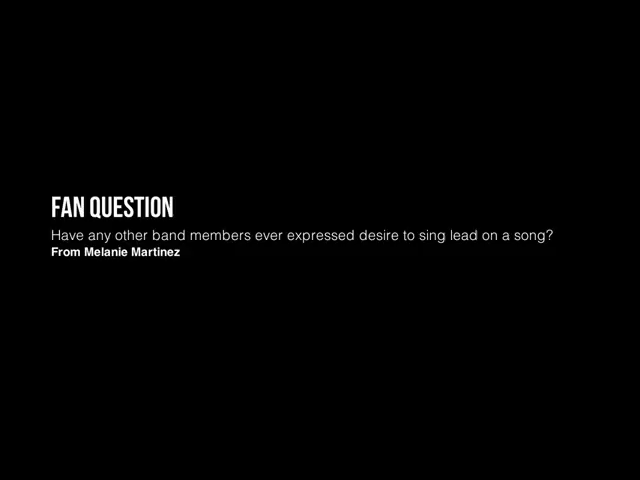 FAN QUESTION
Have any other band members ever expressed desire to sing lead on a song?
From Melanie Martinez